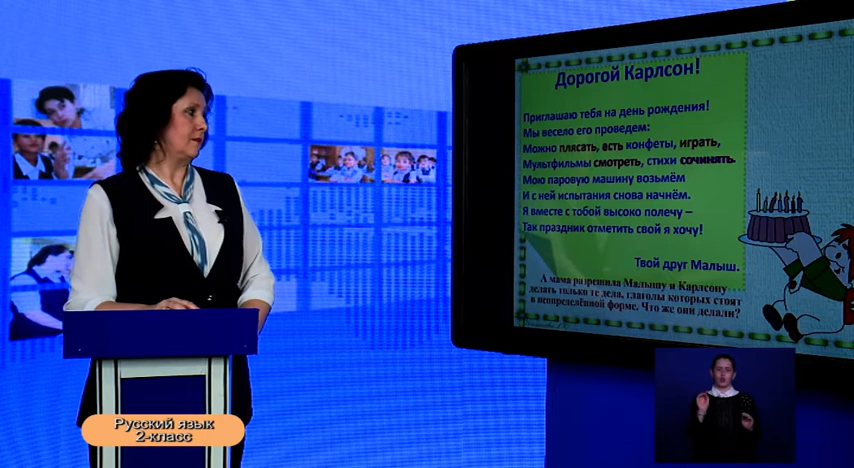 Дорогой Карлсон!
Приглашаю тебя на день рождения!
Мы весело его проведем:
Можно плясать, есть конфеты, играть,
Мультфильмы смотреть, стихи сочинять.
Мою паровую машину возьмём
И с ней испытания снова начнём.
Я вместе с тобой высоко полечу –
Так праздник отметить свой я хочу!
Твой друг Малыш.
А мама разрешила Малышу и Карлсону
делать только те дела, глаголы которых стоят
в неопределённой форме. Что же они делали?
Русский язык
2-класс